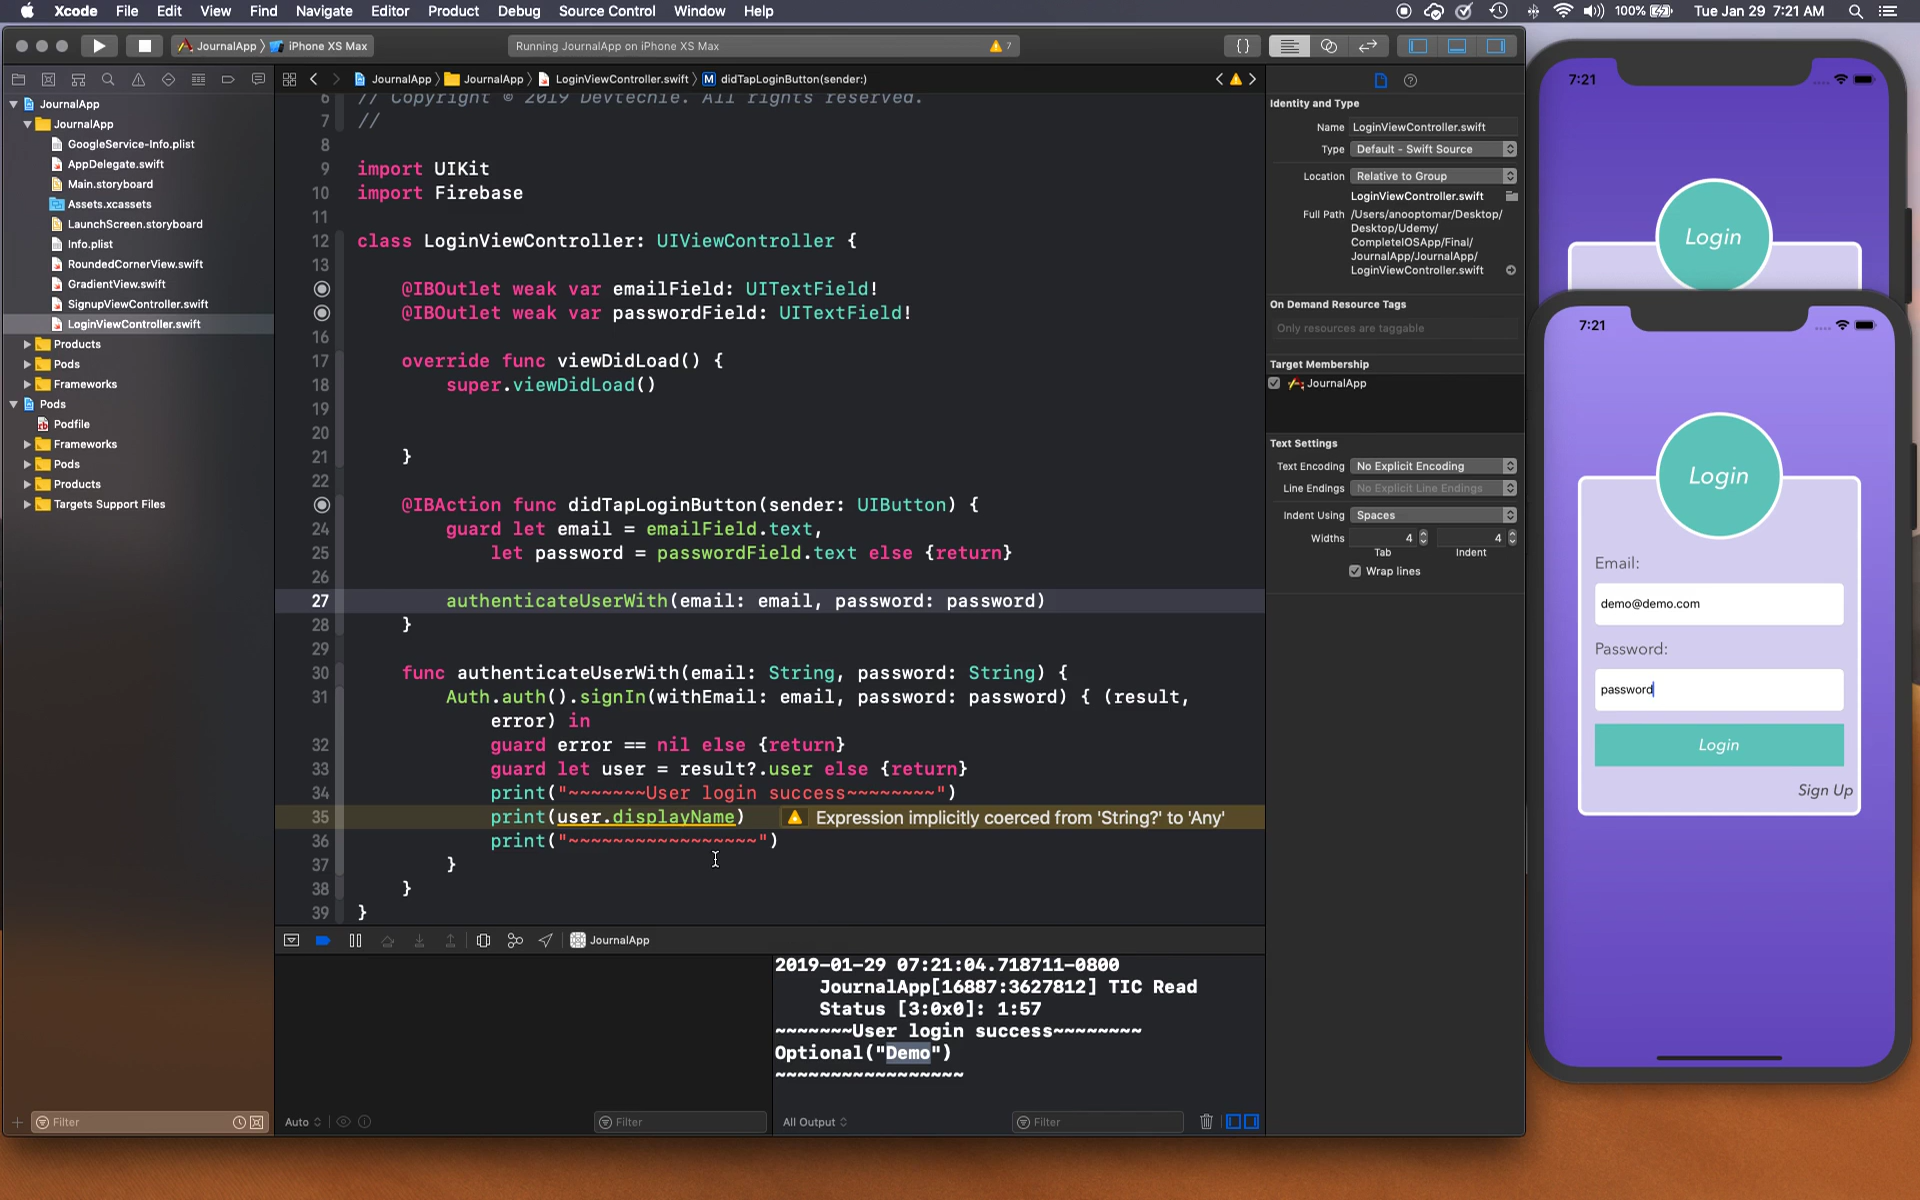 Xcode File Edit View Find Navigate Editor Product Debug Source Control Window Help 100% Tue Jan 29 7:21 AM
JournalApp iPhone XS Max Running JournalApp on iPhone XS Max 7
JournalApp JournalApp LoginViewController.swift M didTapLoginButton(sender:)
JournalApp
JournalApp
GoogleService-Info.plist
AppDelegate.swift
Main.storyboard
Assets.xcassets
LaunchScreen.storyboard
Info.plist
RoundedCornerView.swift
GradientView.swift
SignupViewController.swift
LoginViewController.swift
Products
Pods
Frameworks
Pods
Podfile
Frameworks
Pods
Products
Targets Support Files
Filter
6 // Copyright © 2019 Devtechie. All rights reserved.
7 //
8
9 import UIKit
10 import Firebase
11
12 class LoginViewController: UIViewController {
13
@IBOutlet weak var emailField: UITextField!
@IBOutlet weak var passwordField: UITextField!
16
17 override func viewDidLoad() {
18 super.viewDidLoad()
19
20
21 }
22
@IBAction func didTapLoginButton(sender: UIButton) {
24 guard let email = emailField.text,
25 let password = passwordField.text else {return}
26
27 authenticateUserWith(email: email, password: password)
28 }
29
30 func authenticateUserWith(email: String, password: String) {
31 Auth.auth().signIn(withEmail: email, password: password) { (result,
error) in
32 guard error == nil else {return}
33 guard let user = result?.user else {return}
34 print("~~~~~~~User login success~~~~~~~~")
35 print(user.displayName) Expression implicitly coerced from 'String?' to 'Any'
36 print("~~~~~~~~~~~~~~~~~")
37 }
38 }
39 }
JournalApp
2019-01-29 07:21:04.718711-0800
JournalApp[16887:3627812] TIC Read
Status [3:0x0]: 1:57
~~~~~~~User login success~~~~~~~~
Optional("Demo")
~~~~~~~~~~~~~~~~~
Auto Filter All Output Filter
Identity and Type
Name LoginViewController.swift
Type Default - Swift Source
Location Relative to Group
LoginViewController.swift
Full Path /Users/anooptomar/Desktop/
Desktop/Udemy/
CompleteIOSApp/Final/
JournalApp/JournalApp/
LoginViewController.swift
On Demand Resource Tags
Only resources are taggable
Target Membership
JournalApp
Text Settings
Text Encoding No Explicit Encoding
Line Endings No Explicit Line Endings
Indent Using Spaces
Widths 4 4
Tab Indent
Wrap lines
7:21
Login
7:21
Login
Email:
demo@demo.com
Password:
password
Login
Sign Up